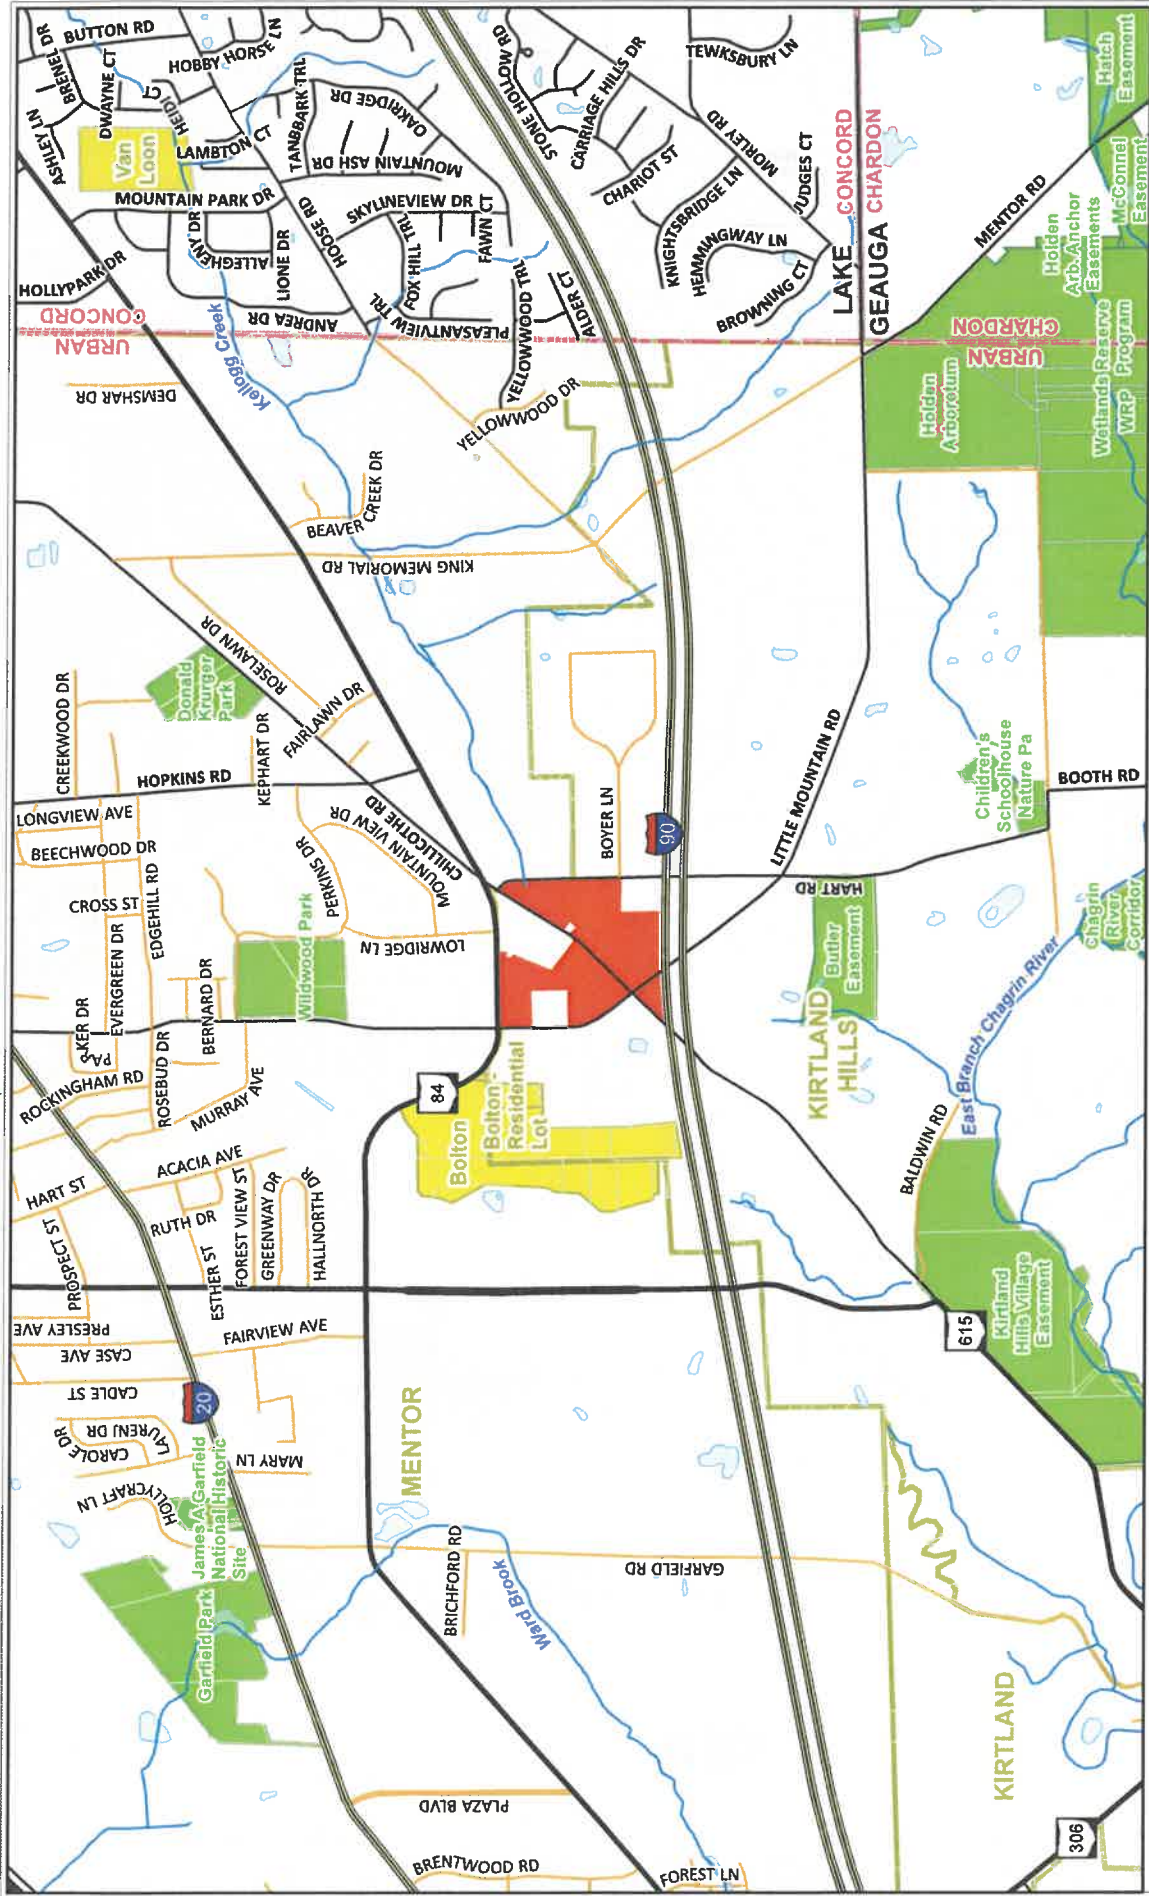 BRENEL DR
BUTTON RD
ASHLEY LN
DWAYNE CT
HEIDI
CT
HOBBY HORSE LN
Van
Loon
LAMBTON CT
TANBBARK TRL
OAKRIDGE DR
MOUNTAIN ASH DR
MOUNTAIN PARK DR
HOLLYPARK DR
ALLEGHENY DR
LIONE DR
HOOSE RD
SKYLINEVIEW DR
FOX HILL TRL
FAWN CT
ANDREA DR
PLEASANTVIEW TRL
YELLOWWOOD TRL
ALDER CT
STONE HOLLOW RD
CARRIAGE HILLS DR
CHARIOT ST
TEWKSBURY LN
MORLEY RD
KNIGHTSBRIDGE LN
HEMMINGWAY LN
BROWNING CT
JUDGES CT
CONCORD
CHARDON
LAKE
GEAUGA
Hatch
Easement
McConnel
Easement
MENTOR RD
Holden
Arb. Anchor
Easements
CONCORD
URBAN
CHARDON
URBAN
Holden
Arboretum
Wetlands Reserve
WRP Program
DEMSHAR DR
Kellogg Creek
YELLOWWOOD DR
BEAVER CREEK DR
KING MEMORIAL RD
ROSELAWN DR
Donald
Krurger
Park
CREEKWOOD DR
FAIRLAWN DR
KEPHART DR
HOPKINS RD
LONGVIEW AVE
BEECHWOOD DR
CHILLICOTHE RD
MOUNTAIN VIEW DR
PERKINS DR
LOWRIDGE LN
CROSS ST
EDGEHILL RD
EVERGREEN DR
Wildwood Park
BERNARD DR
PARKER DR
ROCKINGHAM RD
ROSEBUD DR
MURRAY AVE
BOYER LN
90
LITTLE MOUNTAIN RD
HART RD
Children's
Schoolhouse
Nature Pa
BOOTH RD
Butler
Easement
Chagrin
River
Corridor
KIRTLAND
HILLS
East Branch Chagrin River
BALDWIN RD
84
Bolton
Bolton -
Residential
Lot
HART ST
ACACIA AVE
PROSPECT ST
RUTH DR
ESTHER ST
FOREST VIEW ST
GREENWAY DR
HALLNORTH DR
PRESLEY AVE
CASE AVE
CADLE ST
FAIRVIEW AVE
20
LAURENJ DR
CAROLE DR
HOLLYCRAFT LN
MARY LN
James A Garfield
National Historic
Site
Garfield Park
MENTOR
BRICHFORD RD
Ward Brook
GARFIELD RD
615
Kirtland
Hills Village
Easement
KIRTLAND
PLAZA BLVD
BRENTWOOD RD
FOREST LN
306